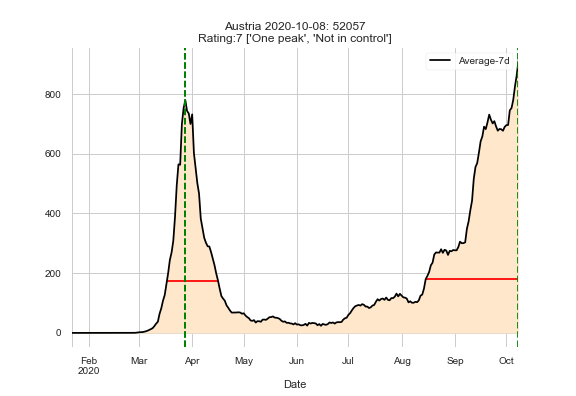 Austria 2020-10-08: 52057
Rating:7 ['One peak', 'Not in control']
Average-7d
800
600
400
200
0
Feb Mar Apr May Jun Jul Aug Sep Oct
2020
Date